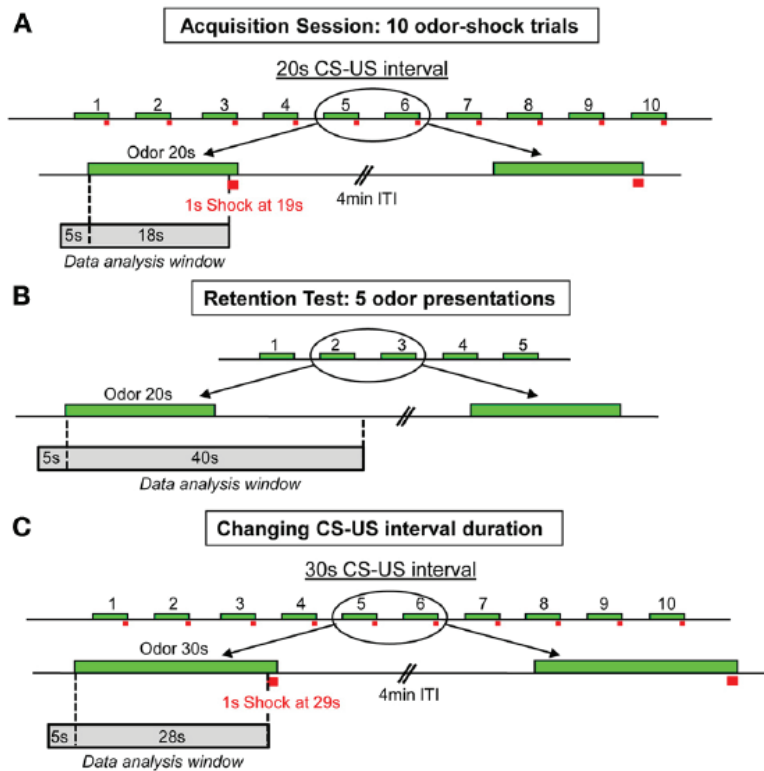 A
Acquisition Session: 10 odor-shock trials
20s CS-US interval
1 2 3 4 5 6 7 8 9 10
Odor 20s
4min ITI
1s Shock at 19s
5s 18s
Data analysis window
B
Retention Test: 5 odor presentations
1 2 3 4 5
Odor 20s
5s 40s
Data analysis window
C
Changing CS-US interval duration
30s CS-US interval
1 2 3 4 5 6 7 8 9 10
Odor 30s
4min ITI
1s Shock at 29s
5s 28s
Data analysis window